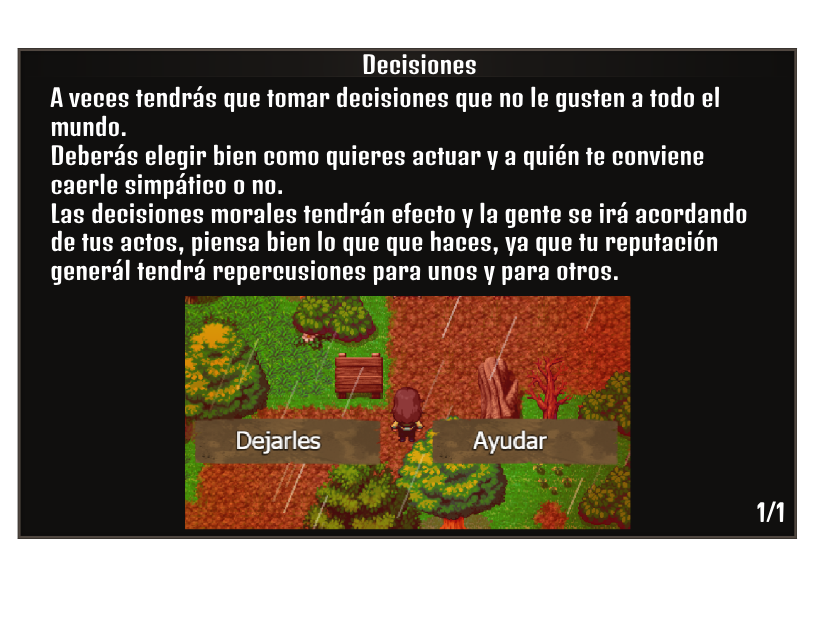 Decisiones
A veces tendrás que tomar decisiones que no le gusten a todo el
mundo.
Deberás elegir bien como quieres actuar y a quién te conviene
caerle simpático o no.
Las decisiones morales tendrán efecto y la gente se irá acordando
de tus actos, piensa bien lo que que haces, ya que tu reputación
generál tendrá repercusiones para unos y para otros.
Dejarles Ayudar
1/1